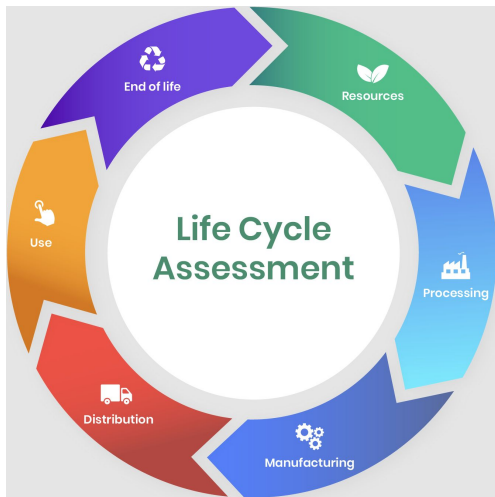 Life Cycle
Assessment
Resources
Processing
Manufacturing
Distribution
Use
End of life